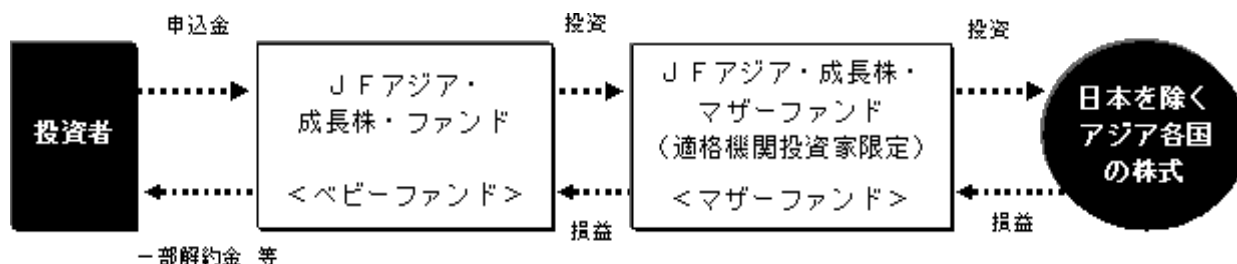 申込金
投資
投資
投資者
JFアジア・
成長株・ファンド
<ベビーファンド>
JFアジア・成長株・
マザーファンド
(適格機関投資家限定)
<マザーファンド>
日本を除く
アジア各国
の株式
損益
損益
一部解約金 等